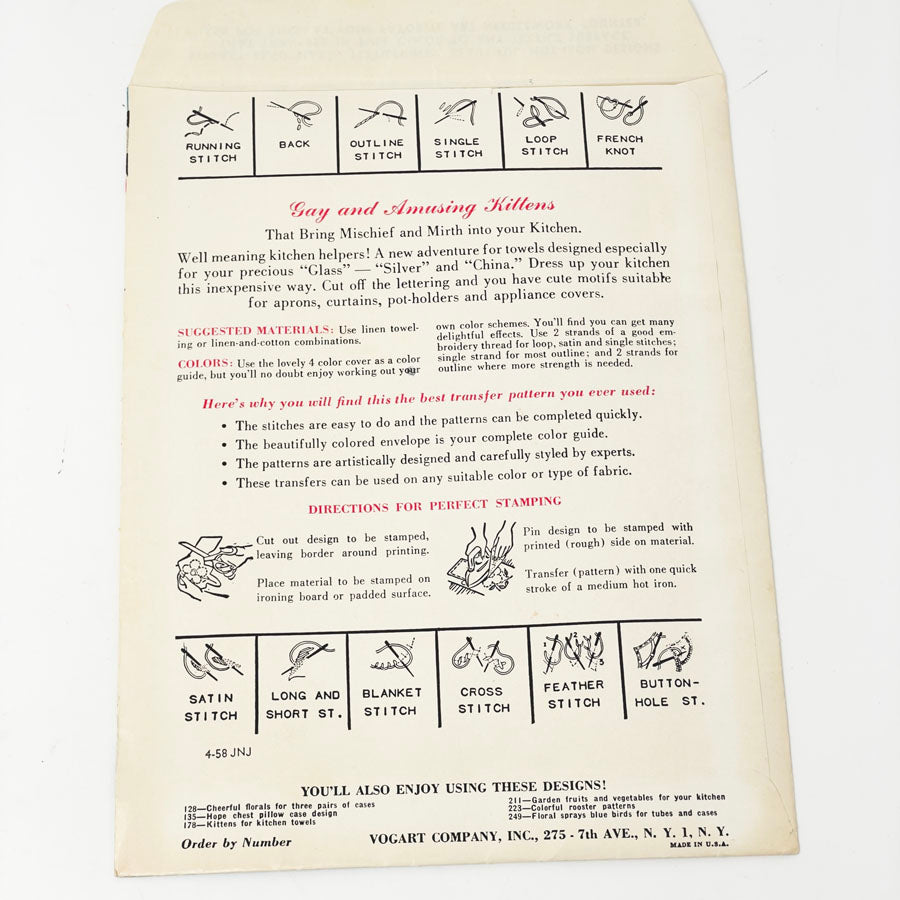 RUNNING STITCH
BACK
OUTLINE STITCH
SINGLE STITCH
LOOP STITCH
FRENCH KNOT
Gay and Amusing Kittens
That Bring Mischief and Mirth into your Kitchen.
Well meaning kitchen helpers! A new adventure for towels designed especially
for your precious "Glass" — "Silver" and "China." Dress up your kitchen
this inexpensive way. Cut off the lettering and you have cute motifs suitable
for aprons, curtains, pot-holders and appliance covers.
SUGGESTED MATERIALS: Use linen towel-
ing or linen-and-cotton combinations.
COLORS: Use the lovely 4 color cover as a color
guide, but you'll no doubt enjoy working out your
own color schemes. You'll find you can get many
delightful effects. Use 2 strands of a good em-
broidery thread for loop, satin and single stitches;
single strand for most outline; and 2 strands for
outline where more strength is needed.
Here's why you will find this the best transfer pattern you ever used:
• The stitches are easy to do and the patterns can be completed quickly.
• The beautifully colored envelope is your complete color guide.
• The patterns are artistically designed and carefully styled by experts.
• These transfers can be used on any suitable color or type of fabric.
DIRECTIONS FOR PERFECT STAMPING
Cut out design to be stamped,
leaving border around printing.
Place material to be stamped on
ironing board or padded surface.
Pin design to be stamped with
printed (rough) side on material.
Transfer (pattern) with one quick
stroke of a medium hot iron.
SATIN STITCH
LONG AND SHORT ST.
BLANKET STITCH
CROSS STITCH
FEATHER STITCH
BUTTON-HOLE ST.
4-58 JNJ
YOU'LL ALSO ENJOY USING THESE DESIGNS!
128—Cheerful florals for three pairs of cases
135—Hope chest pillow case design
178—Kittens for kitchen towels
211—Garden fruits and vegetables for your kitchen
223—Colorful rooster patterns
249—Floral sprays blue birds for tubes and cases
Order by Number
VOGART COMPANY, INC., 275 - 7th AVE., N. Y. 1, N. Y.
MADE IN U.S.A.